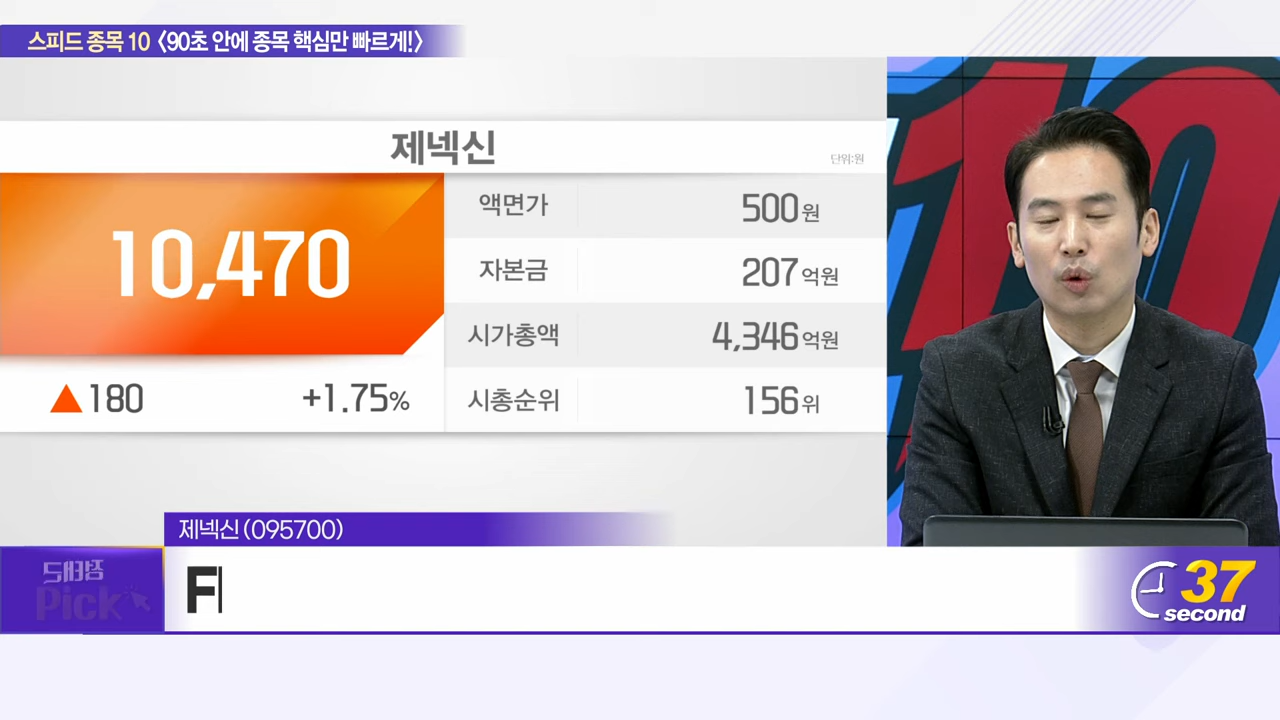 스피드 종목 10 〈90초 안에 종목 핵심만 빠르게!〉
제넥신
단위:원
10,470
▲180 +1.75%
액면가 500원
자본금 207억원
시가총액 4,346억원
시총순위 156위
10
제넥신 (095700)
Pick
37
second